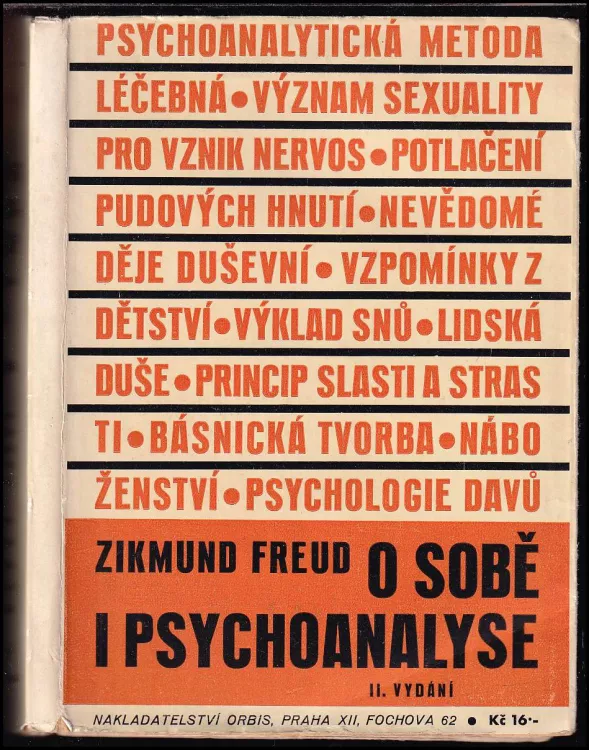 PSYCHOANALYTICKÁ METODA
LÉČEBNÁ • VÝZNAM SEXUALITY
PRO VZNIK NERVOS • POTLAČENÍ
PUDOVÝCH HNUTÍ • NEVĚDOMÉ
DĚJE DUŠEVNÍ • VZPOMÍNKY Z
DĚTSTVÍ • VÝKLAD SNŮ • LIDSKÁ
DUŠE • PRINCIP SLASTI A STRAS
TI • BÁSNICKÁ TVORBA • NÁBO
ŽENSTVÍ • PSYCHOLOGIE DAVŮ
ZIKMUND FREUD O SOBĚ
I PSYCHOANALYSE
II. VYDÁNÍ
NAKLADATELSTVÍ ORBIS, PRAHA XII, FOCHOVA 62 • Kč 16·-